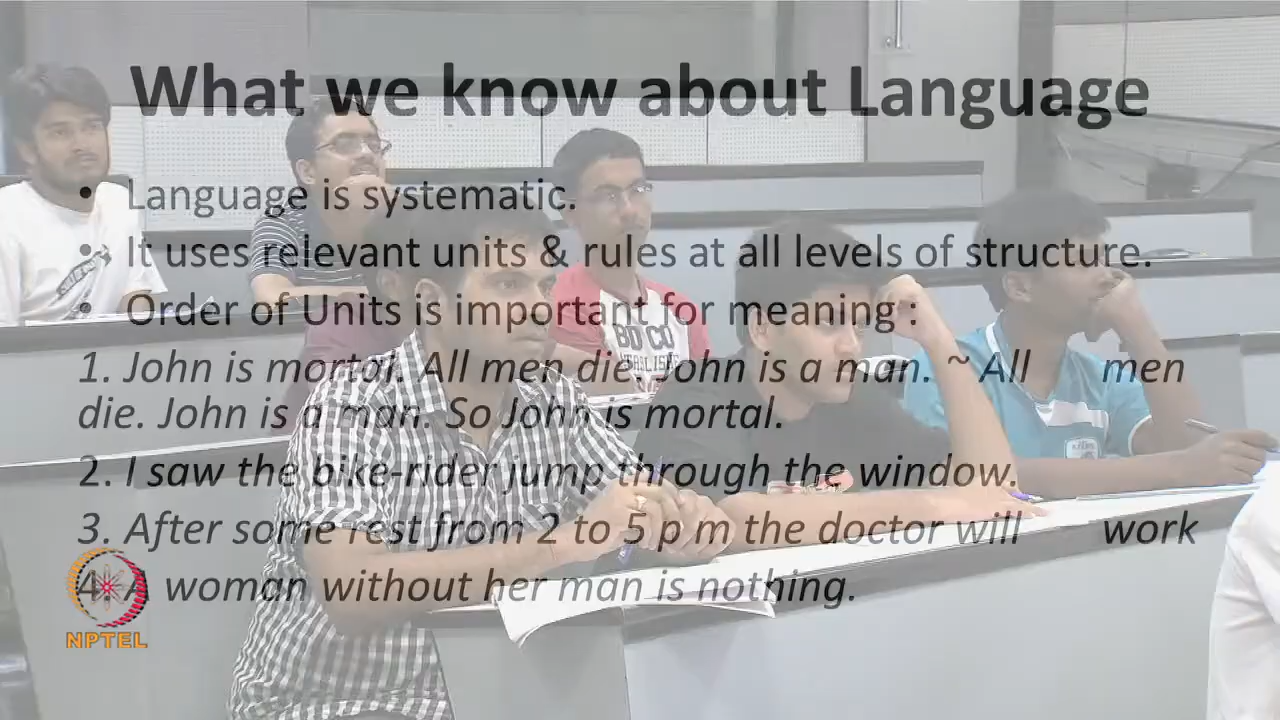 What we know about Language
• Language is systematic.
• It uses relevant units & rules at all levels of structure.
• Order of Units is important for meaning :
1. John is mortal. All men die. John is a man. ~ All men
die. John is a man. So John is mortal.
2. I saw the bike-rider jump through the window.
3. After some rest from 2 to 5 p m the doctor will work
4. A woman without her man is nothing.
BDCO
NPTEL